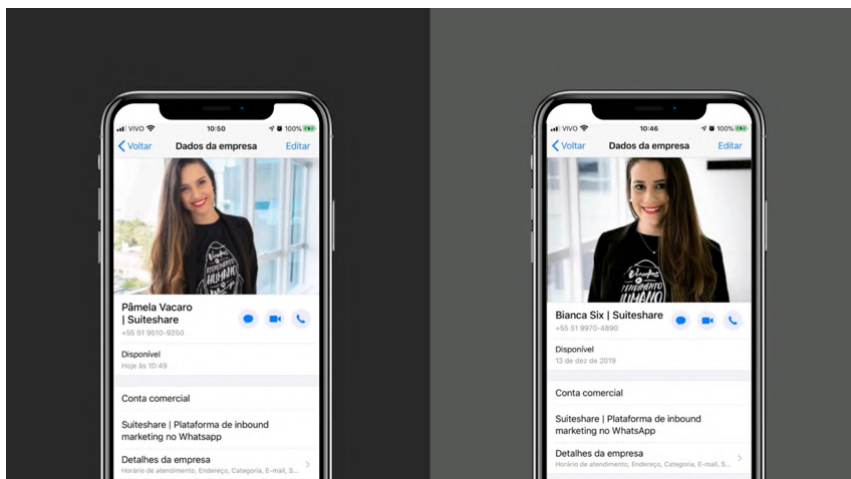 VIVO
10:50
100%
Voltar
Dados da empresa
Editar
HUMANO
Pâmela Vacaro
| Suiteshare
+55 51 9510-9250
Disponível
Hoje às 10:49
Conta comercial
Suiteshare | Plataforma de inbound
marketing no Whatsapp
Detalhes da empresa
Horário de atendimento, Endereço, Categoria, E-mail, S...
VIVO
10:46
100%
Voltar
Dados da empresa
Editar
HUMANO
Bianca Six | Suiteshare
+55 51 9970-4890
Disponível
13 de dez de 2019
Conta comercial
Suiteshare | Plataforma de inbound
marketing no WhatsApp
Detalhes da empresa
Horário de atendimento, Endereço, Categoria, E-mail, S...